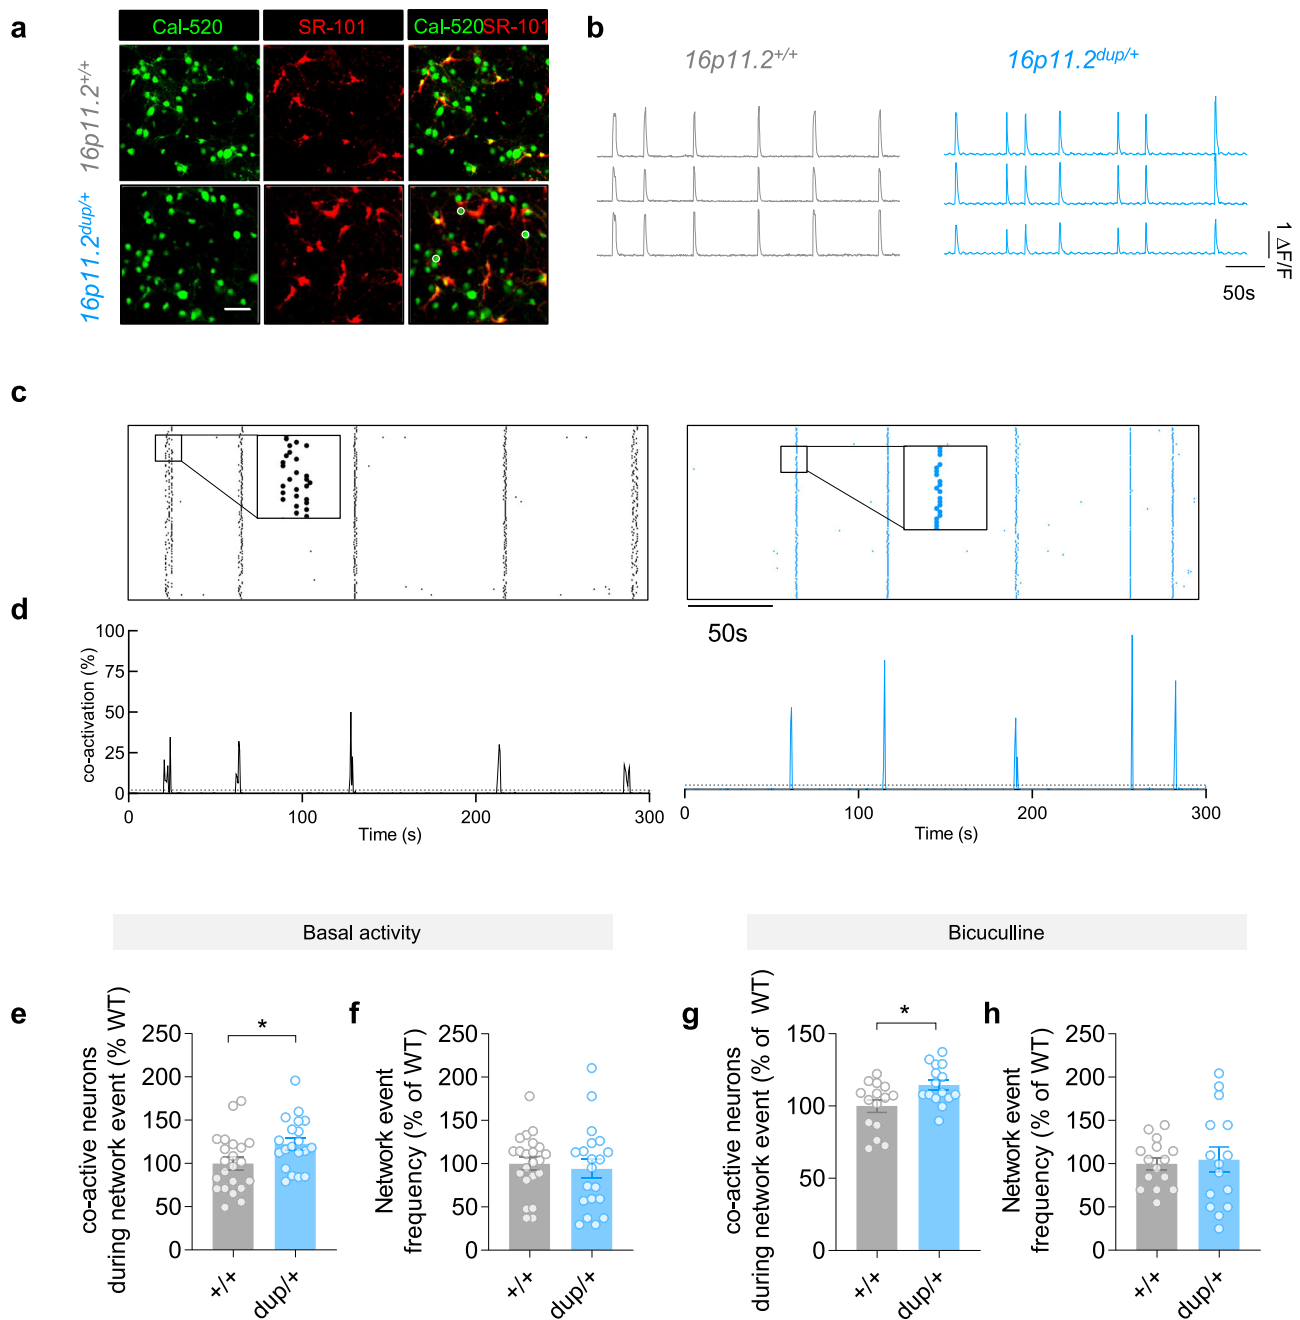 a
Cal-520
SR-101
Cal-520SR-101
16p11.2+/+
16p11.2dup/+
b
16p11.2+/+
16p11.2dup/+
1 ΔF/F
50s
c
50s
d
co-activation (%)
100
75
50
25
0
0
100
200
300
Time (s)
0
100
200
300
Time (s)
Basal activity
Bicuculline
e
co-active neurons
during network event (% WT)
250
200
150
100
50
0
*
+/+
dup/+
f
Network event
frequency (% of WT)
250
200
150
100
50
0
+/+
dup/+
g
co-active neurons
during network event (% of WT)
150
100
50
0
*
+/+
dup/+
h
Network event
frequency (% of WT)
250
200
150
100
50
0
+/+
dup/+